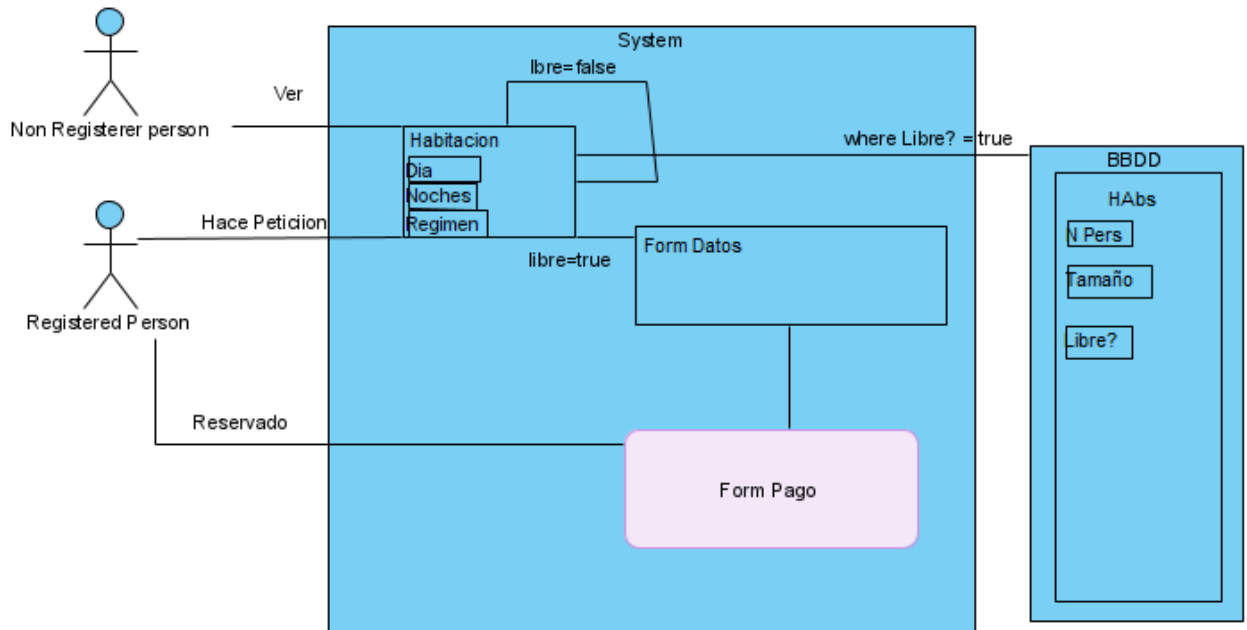 System
lbre=false
Ver
Non Registerer person
Habitacion
Dia
Noches
Regimen
where Libre? = true
BBDD
HAbs
N Pers
Tamaño
Libre?
Hace Peticiion
libre=true
Form Datos
Registered Person
Reservado
Form Pago